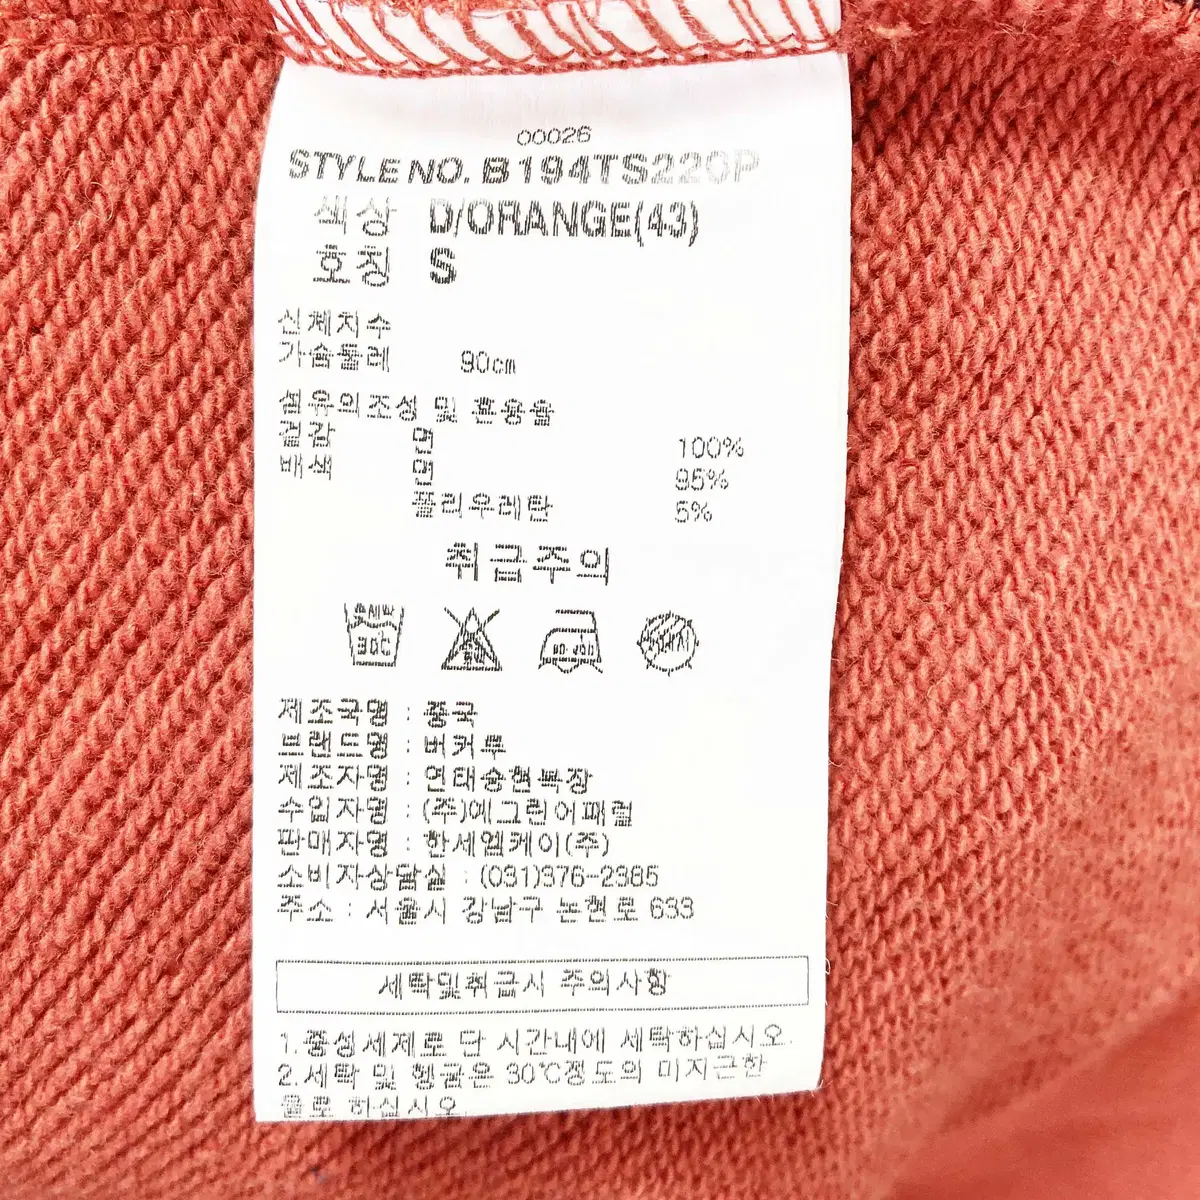 00026
STYLE NO. B194TS220P
색상 D/ORANGE(43)
호칭 S
신체치수
가슴둘레 90cm
섬유의조성 및 혼용율
겉감 면 100%
배색 면 95%
폴리우레탄 5%
취급주의
손세탁
30℃
제조국명 : 중국
브랜드명 : 버커루
제조자명 : 연태승현복장
수입자명 : (주)에그린어패럴
판매자명 : 한세엠케이(주)
소비자상담실 : (031)376-2385
주소 : 서울시 강남구 논현로 633
세탁및취급시 주의사항
1.중성세제로 단 시간내에 세탁하십시오.
2.세탁 및 헹굼은 30℃정도의 미지근한
물로 하십시오.